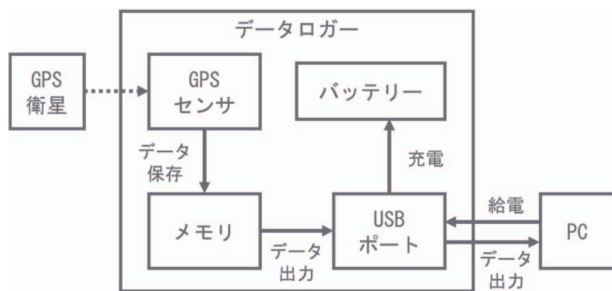 データロガー
GPS
衛星
GPS
センサ
バッテリー
データ
保存
充電
メモリ
データ
出力
USB
ポート
給電
データ
出力
PC